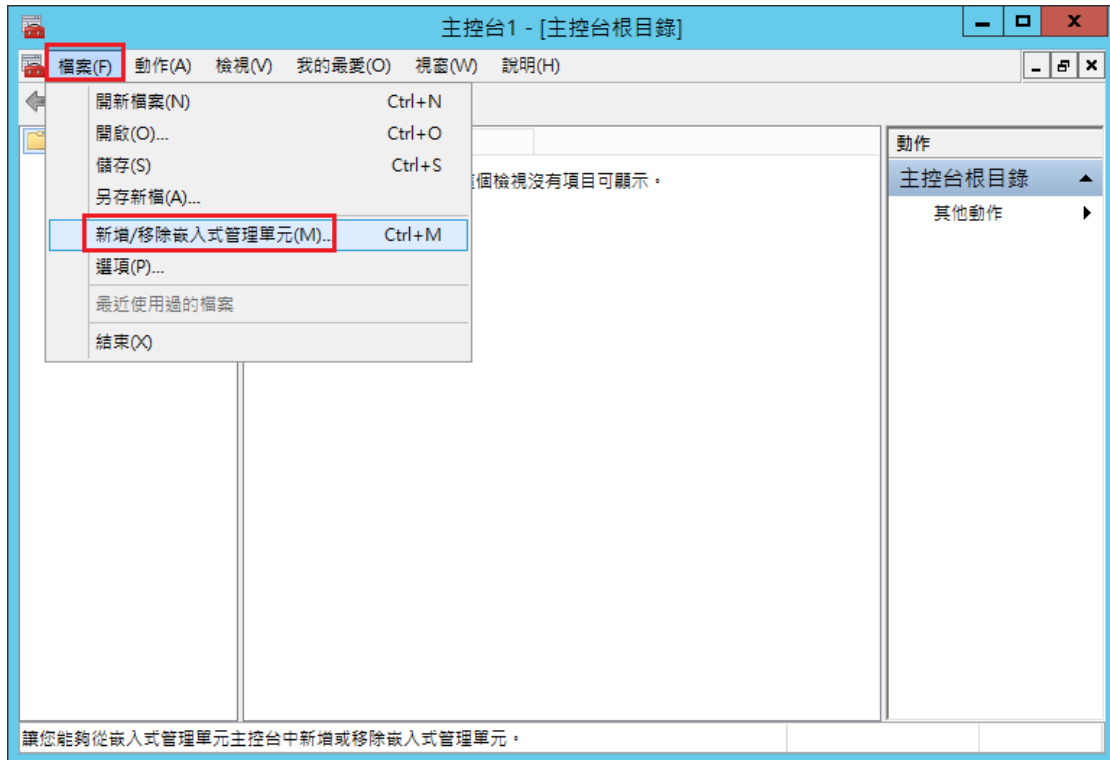 主控台1 - [主控台根目錄]
檔案(F) 動作(A) 檢視(V) 我的最愛(O) 視窗(W) 說明(H)
開新檔案(N) Ctrl+N
開啟(O)... Ctrl+O
儲存(S) Ctrl+S
另存新檔(A)...
新增/移除嵌入式管理單元(M)... Ctrl+M
選項(P)...
最近使用過的檔案
結束(X)
個檢視沒有項目可顯示。
動作
主控台根目錄
其他動作
讓您能夠從嵌入式管理單元主控台中新增或移除嵌入式管理單元。